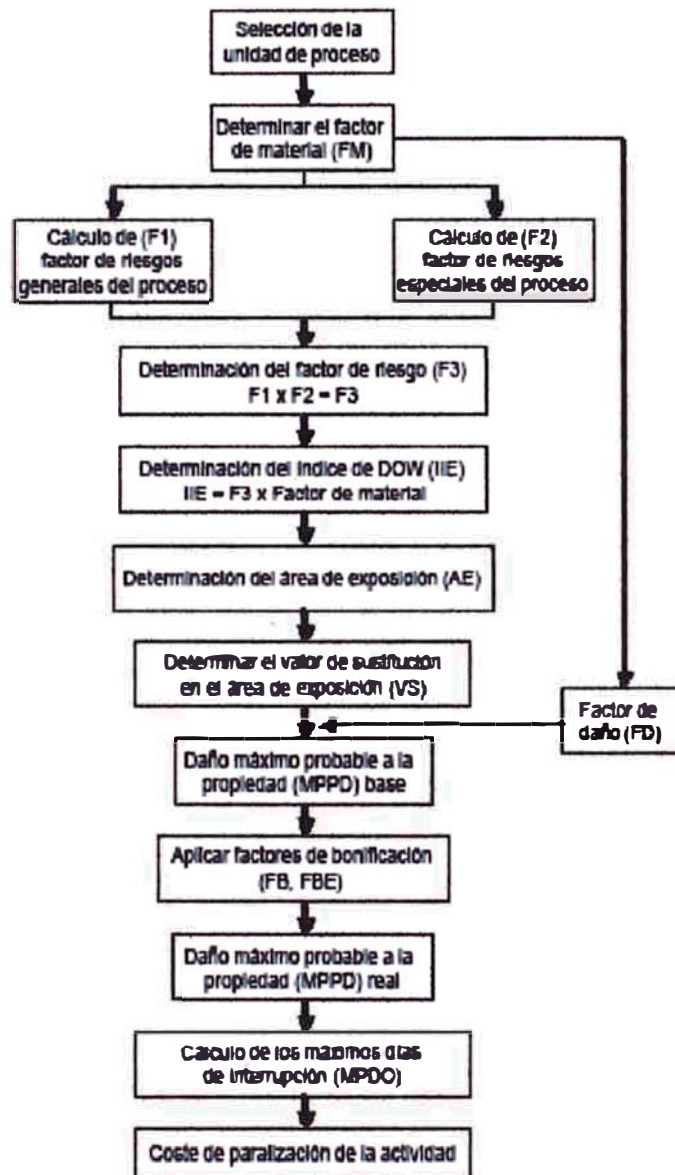 Selección de la
unidad de proceso
Determinar el factor
de material (FM)
Cálculo de (F1)
factor de riesgos
generales del proceso
Cálculo de (F2)
factor de riesgos
especiales del proceso
Determinación del factor de riesgo (F3)
F1 x F2 = F3
Determinación del índice de DOW (IIE)
IIE = F3 x Factor de material
Determinación del área de exposición (AE)
Determinar el valor de sustitución
en el área de exposición (VS)
Factor de
daño (FD)
Daño máximo probable a la
propiedad (MPPD) base
Aplicar factores de bonificación
(FB, FBE)
Daño máximo probable a la
propiedad (MPPD) real
Cálculo de los máximos días
de interrupción (MPDO)
Coste de paralización de la actividad